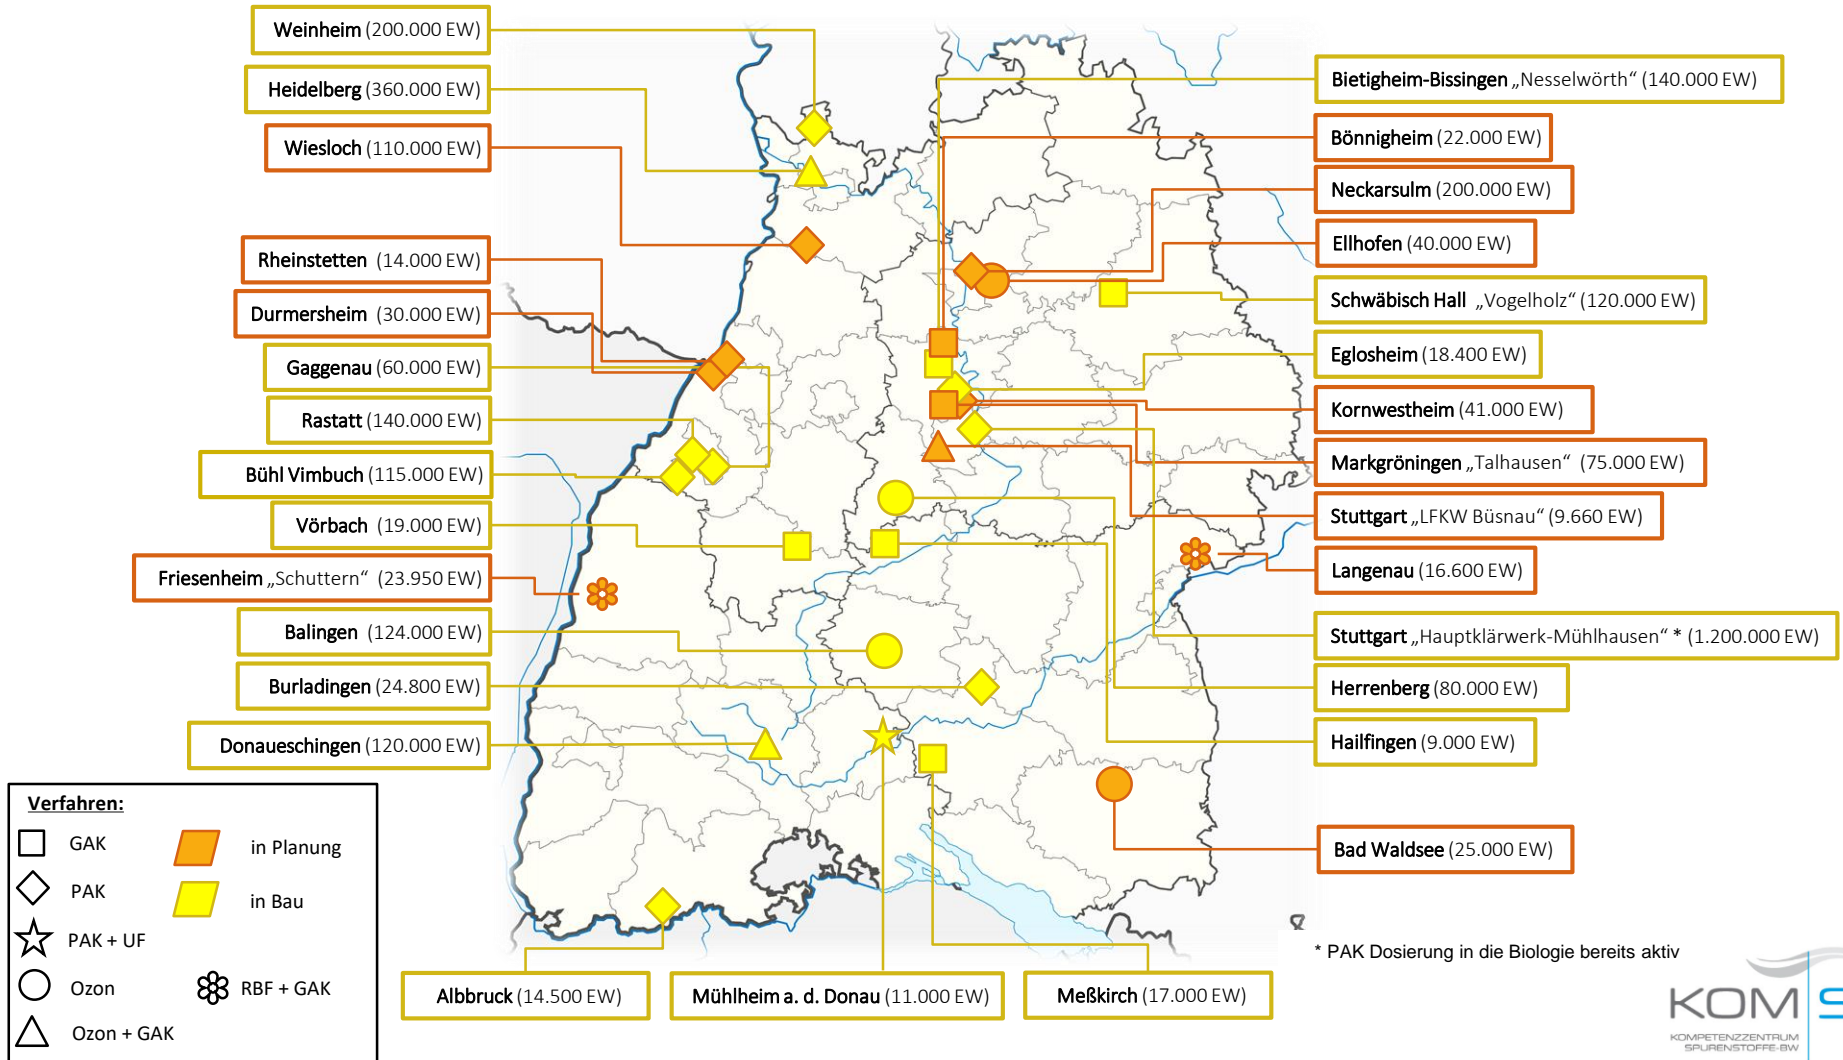 Weinheim (200.000 EW)
Heidelberg (360.000 EW)
Wiesloch (110.000 EW)
Rheinstetten (14.000 EW)
Durmersheim (30.000 EW)
Gaggenau (60.000 EW)
Rastatt (140.000 EW)
Bühl Vimbuch (115.000 EW)
Vörbach (19.000 EW)
Friesenheim „Schuttern“ (23.950 EW)
Balingen (124.000 EW)
Burladingen (24.800 EW)
Donaueschingen (120.000 EW)
Bietigheim-Bissingen „Nesselwörth“ (140.000 EW)
Bönnigheim (22.000 EW)
Neckarsulm (200.000 EW)
Ellhofen (40.000 EW)
Schwäbisch Hall „Vogelholz“ (120.000 EW)
Eglosheim (18.400 EW)
Kornwestheim (41.000 EW)
Markgröningen „Talhausen“ (75.000 EW)
Stuttgart „LFKW Büsnau“ (9.660 EW)
Langenau (16.600 EW)
Stuttgart „Hauptklärwerk-Mühlhausen“ * (1.200.000 EW)
Herrenberg (80.000 EW)
Hailfingen (9.000 EW)
Bad Waldsee (25.000 EW)
Albbruck (14.500 EW)
Mühlheim a. d. Donau (11.000 EW)
Meßkirch (17.000 EW)
Verfahren:
GAK
in Planung
PAK
in Bau
PAK + UF
Ozon
RBF + GAK
Ozon + GAK
* PAK Dosierung in die Biologie bereits aktiv
KOM S
KOMPETENZZENTRUM
SPURENSTOFFE-BW